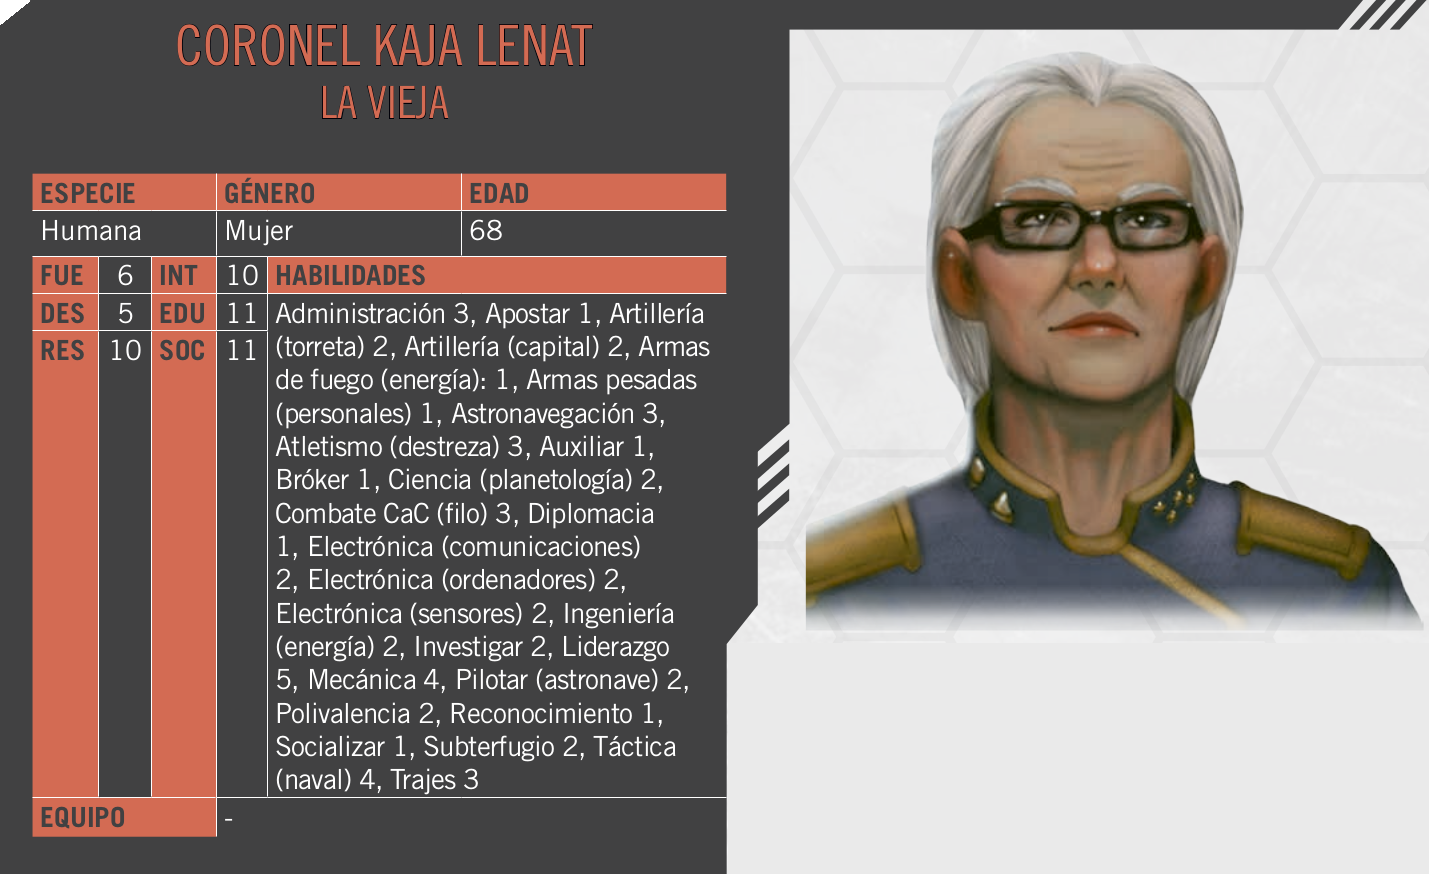 CORONEL KAJA LENAT
LA VIEJA
ESPECIE GÉNERO EDAD
Humana Mujer 68
FUE 6 INT 10 HABILIDADES
DES 5 EDU 11
RES 10 SOC 11
Administración 3, Apostar 1, Artillería
(torreta) 2, Artillería (capital) 2, Armas
de fuego (energía): 1, Armas pesadas
(personales) 1, Astronavegación 3,
Atletismo (destreza) 3, Auxiliar 1,
Bróker 1, Ciencia (planetología) 2,
Combate CaC (filo) 3, Diplomacia
1, Electrónica (comunicaciones)
2, Electrónica (ordenadores) 2,
Electrónica (sensores) 2, Ingeniería
(energía) 2, Investigar 2, Liderazgo
5, Mecánica 4, Pilotar (astronave) 2,
Polivalencia 2, Reconocimiento 1,
Socializar 1, Subterfugio 2, Táctica
(naval) 4, Trajes 3
EQUIPO -